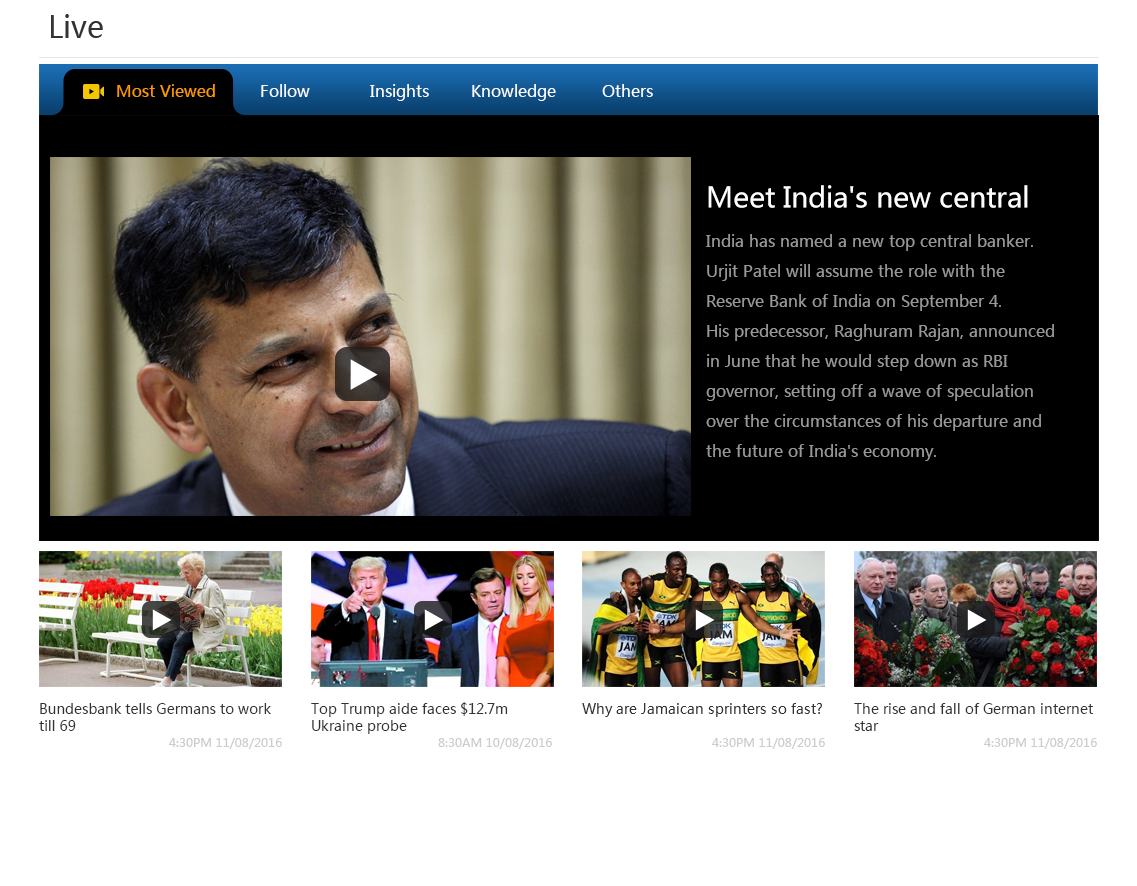 Live
Most Viewed Follow Insights Knowledge Others
Meet India's new central
India has named a new top central banker.
Urjit Patel will assume the role with the
Reserve Bank of India on September 4.
His predecessor, Raghuram Rajan, announced
in June that he would step down as RBI
governor, setting off a wave of speculation
over the circumstances of his departure and
the future of India's economy.
Bundesbank tells Germans to work
till 69
4:30PM 11/08/2016
Top Trump aide faces $12.7m
Ukraine probe
8:30AM 10/08/2016
TDK
JAM
Why are Jamaican sprinters so fast?
4:30PM 11/08/2016
The rise and fall of German internet
star
4:30PM 11/08/2016